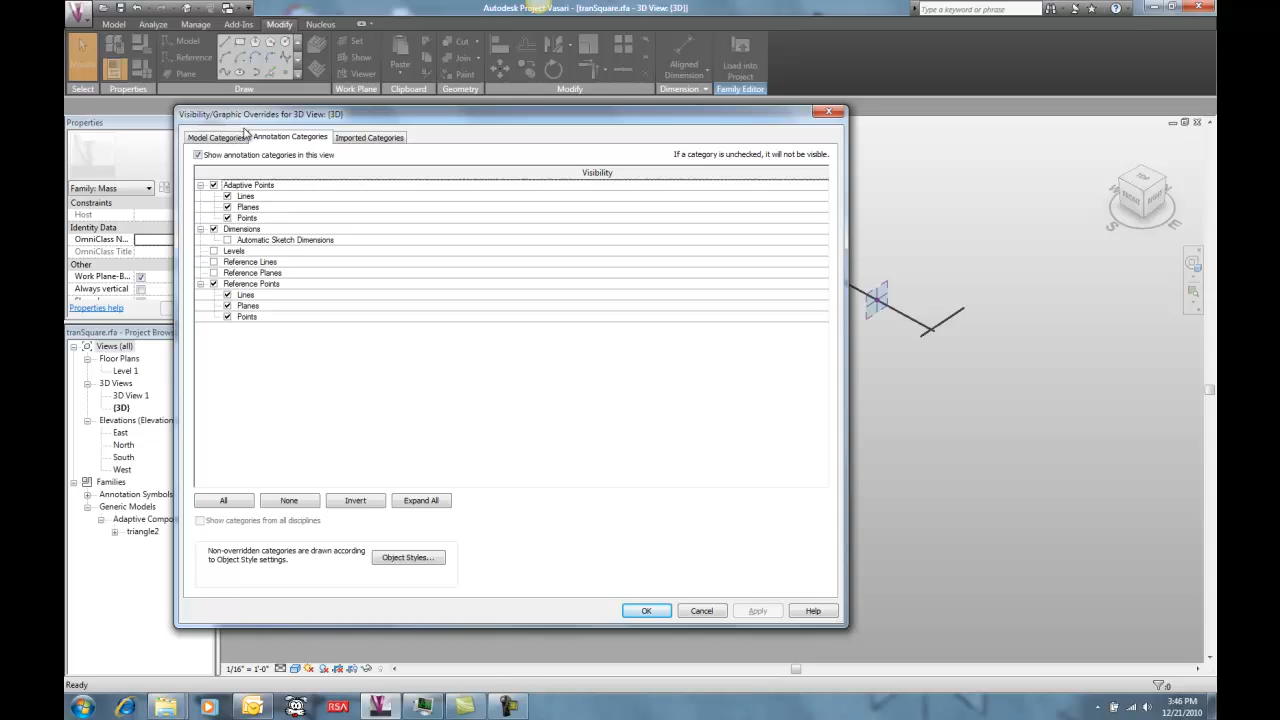 Autodesk Project Vasari - [tranSquare.rfa - 3D View: {3D}]
Type a keyword or phrase
Model Analyze Manage Add-Ins Modify Nucleus
Modify
Model
Reference
Plane
Set
Show
Viewer
Paste
Cut
Join
Paint
Aligned
Dimension
Load into
Project
Select Properties Draw Work Plane Clipboard Geometry Modify Dimension Family Editor
Properties
Family: Mass
Constraints
Host
Identity Data
OmniClass N...
OmniClass Title
Other
Work Plane-B...
Always vertical
Properties help
tranSquare.rfa - Project Brows
Views (all)
Floor Plans
Level 1
3D Views
3D View 1
{3D}
Elevations (Elevation
East
North
South
West
Families
Annotation Symbols
Generic Models
Adaptive Compo
triangle2
Visibility/Graphic Overrides for 3D View: {3D}
Model Categories Annotation Categories Imported Categories
Show annotation categories in this view
If a category is unchecked, it will not be visible.
Visibility
Adaptive Points
Lines
Planes
Points
Dimensions
Automatic Sketch Dimensions
Levels
Reference Lines
Reference Planes
Reference Points
Lines
Planes
Points
All None Invert Expand All
Show categories from all disciplines
Non-overridden categories are drawn according
to Object Style settings.
Object Styles...
OK Cancel Apply Help
TOP
FRONT RIGHT
W
S
E
1/16" = 1'-0"
Ready
:0
RSA
3:46 PM
12/21/2010